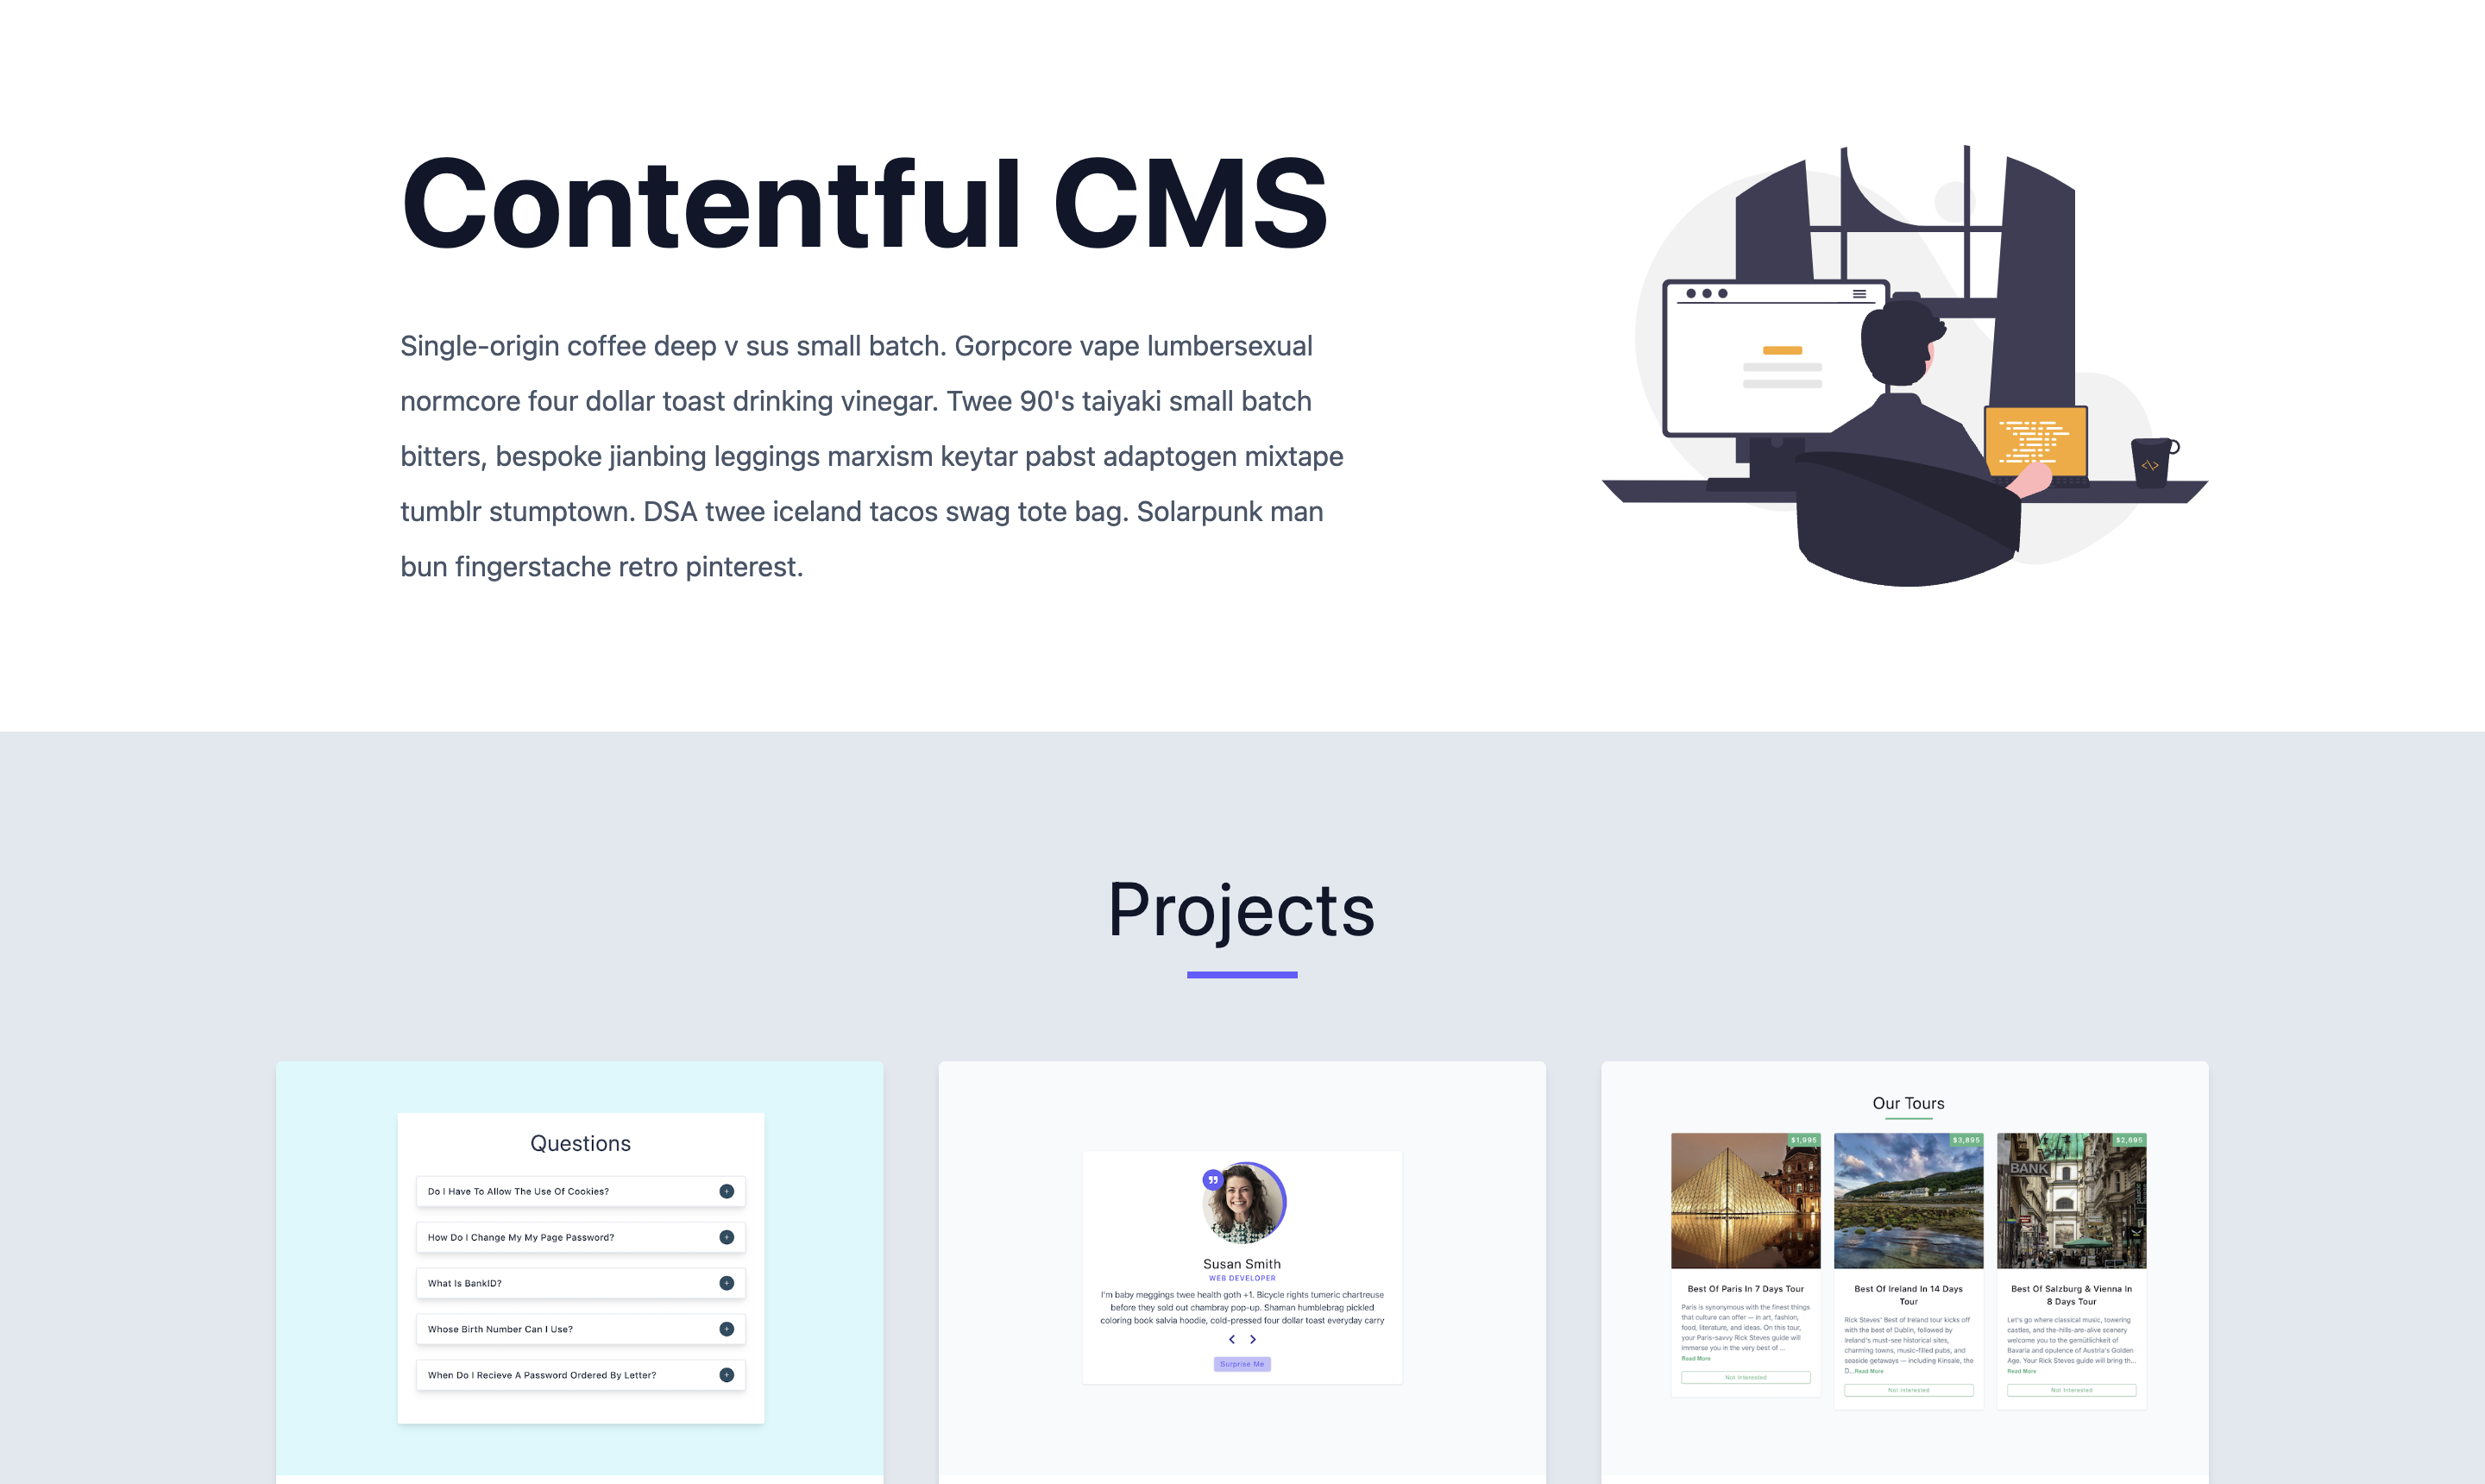 Contentful CMS
Single-origin coffee deep v sus small batch. Gorpcore vape lumbersexual
normcore four dollar toast drinking vinegar. Twee 90's taiyaki small batch
bitters, bespoke jianbing leggings marxism keytar pabst adaptogen mixtape
tumblr stumptown. DSA twee iceland tacos swag tote bag. Solarpunk man
bun fingerstache retro pinterest.
</>
Projects
Questions
Do I Have To Allow The Use Of Cookies?
+
How Do I Change My My Page Password?
+
What Is BankID?
+
Whose Birth Number Can I Use?
+
When Do I Recieve A Password Ordered By Letter?
+
Susan Smith
WEB DEVELOPER
I'm baby meggings twee health goth +1. Bicycle rights tumeric chartreuse
before they sold out chambray pop-up. Shaman humblebrag pickled
coloring book salvia hoodie, cold-pressed four dollar toast everyday carry
Surprise Me
Our Tours
$1,995
Best Of Paris In 7 Days Tour
Paris is synonymous with the finest things
that culture can offer — in art, fashion,
food, literature, and ideas. On this tour,
your Paris-savvy Rick Steves guide will
immerse you in the very best of ...
Read More
Not Interested
$3,895
Best Of Ireland In 14 Days
Tour
Rick Steves' Best of Ireland tour kicks off
with the best of Dublin, followed by
Ireland's must-see historical sites,
charming towns, music-filled pubs, and
seaside getaways — including Kinsale, the
D...Read More
Not Interested
$2,695
BANK
Best Of Salzburg & Vienna In
8 Days Tour
Let's go where classical music, towering
castles, and the-hills-are-alive scenery
welcome you to the gemütlichkeit of
Bavaria and opulence of Austria's Golden
Age. Your Rick Steves guide will bring th...
Read More
Not Interested